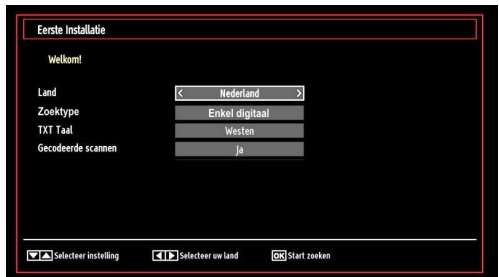 Eerste Installatie
Welkom!
Land < Nederland >
Zoektype Enkel digitaal
TXT Taal Westen
Gecodeerde scannen Ja
Selecteer instelling Selecteer uw land OK Start zoeken